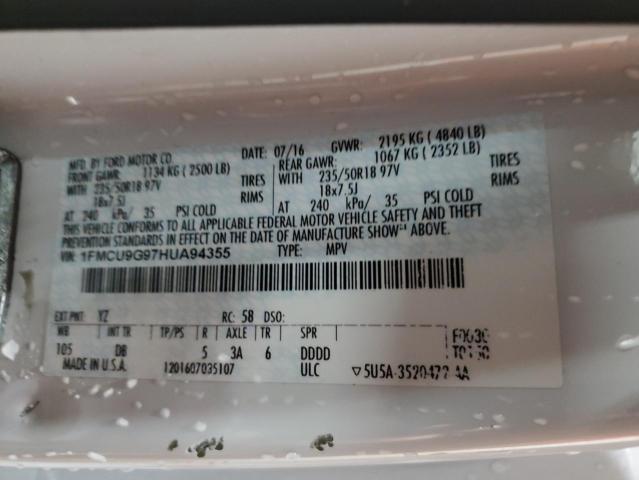 MFD. BY FORD MOTOR CO. DATE: 07/16 GVWR: 2195 KG ( 4840 LB)
FRONT GAWR: 1134 KG ( 2500 LB) REAR GAWR: 1067 KG ( 2352 LB)
WITH 235/50R18 97V TIRES WITH 235/50R18 97V TIRES
18x7.5J RIMS 18x7.5J RIMS
AT 240 kPa/ 35 PSI COLD AT 240 kPa/ 35 PSI COLD
THIS VEHICLE CONFORMS TO ALL APPLICABLE FEDERAL MOTOR VEHICLE SAFETY AND THEFT
PREVENTION STANDARDS IN EFFECT ON THE DATE OF MANUFACTURE SHOWN ABOVE.
VIN: 1FMCU9G97HUA94355 TYPE: MPV
EXT PNT: YZ RC: 58 DSO:
WB INT TR TP/PS R AXLE TR SPR
105 DB 5 3A 6 DDDD
MADE IN U.S.A. 1201607035107 ULC ▽5U5A-3520472-AA